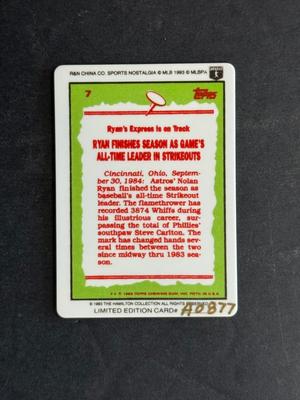 R&N CHINA CO. SPORTS NOSTALGIA © MLB 1993 © MLBPA
7
TOPPS
Ryan's Express is on Track
RYAN FINISHES SEASON AS GAME'S
ALL-TIME LEADER IN STRIKEOUTS
Cincinnati, Ohio, Septem-
ber 30, 1984: Astros' Nolan
Ryan finished the season as
baseball's all-time Strikeout
leader. The flamethrower has
recorded 3874 Whiffs during
his illustrious career, sur-
passing the total of Phillies'
southpaw Steve Carlton. The
mark has changed hands sev-
eral times between the two
since midway thru 1983 sea-
son.
© 1993 THE HAMILTON COLLECTION ALL RIGHTS RESERVED
LIMITED EDITION CARD# A0877